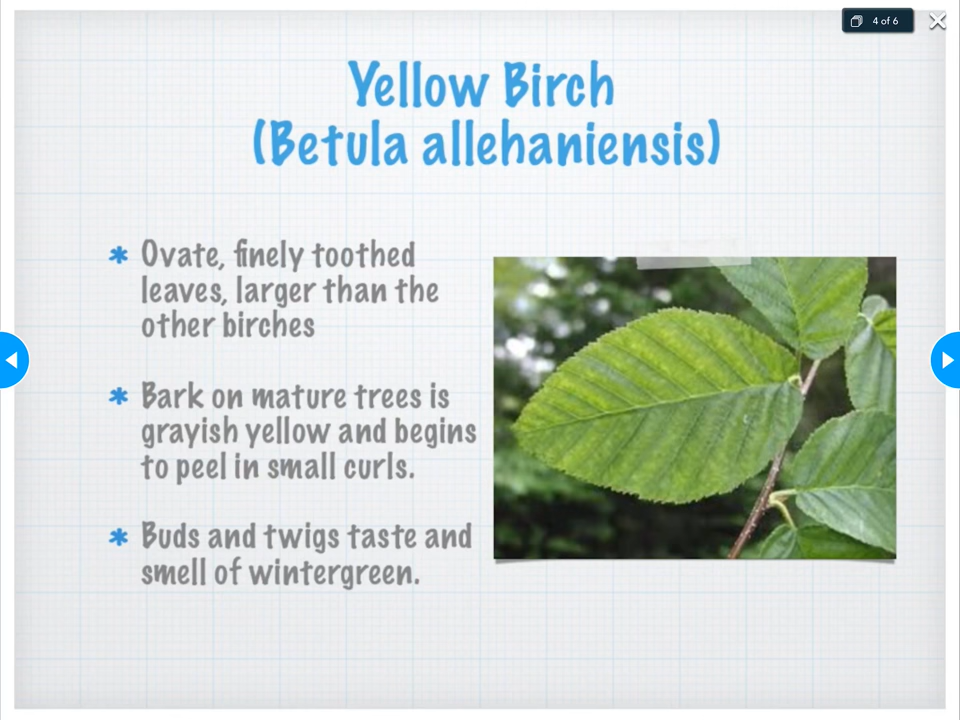 4 of 6
Yellow Birch
(Betula allehaniensis)
* Ovate, finely toothed
leaves, larger than the
other birches
* Bark on mature trees is
grayish yellow and begins
to peel in small curls.
* Buds and twigs taste and
smell of wintergreen.